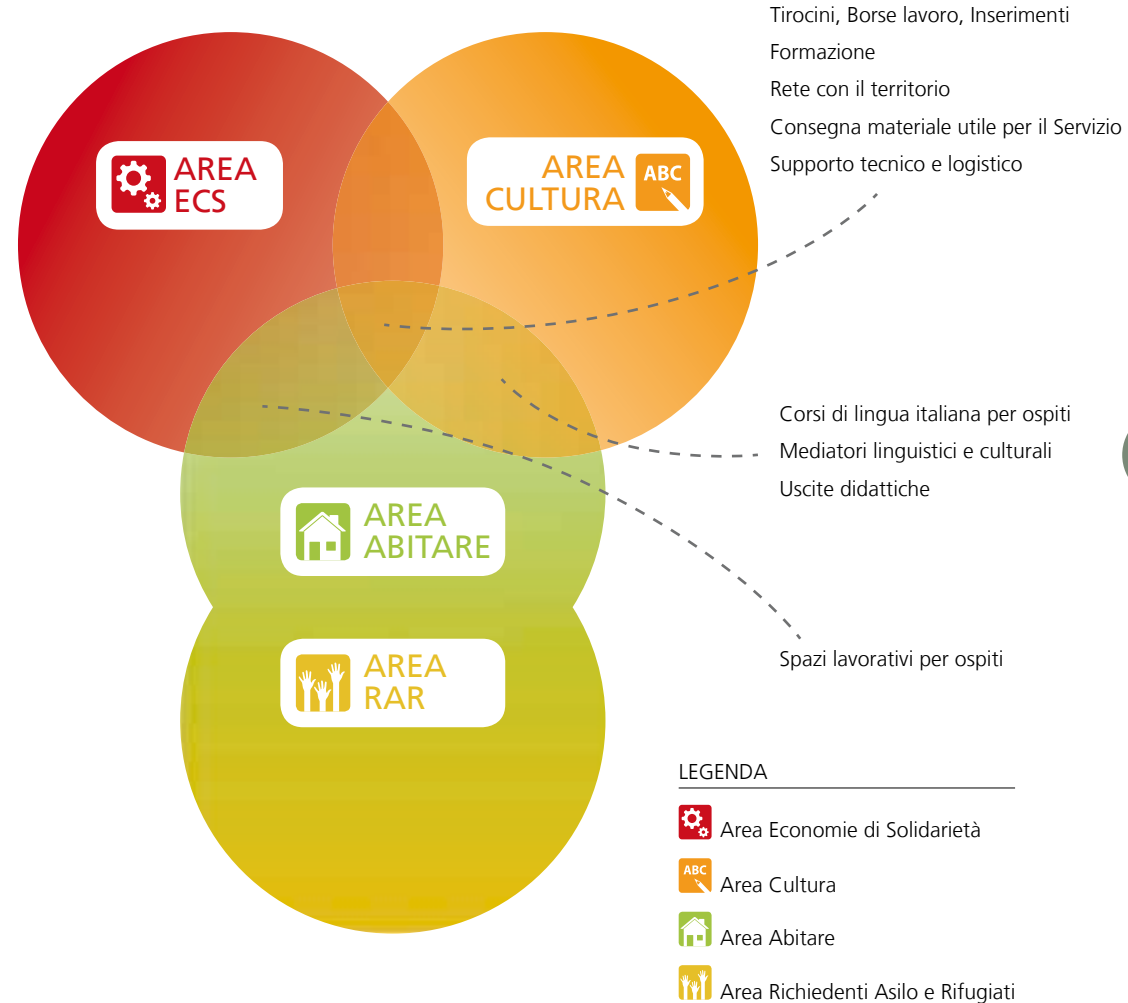 Tirocini, Borse lavoro, Inserimenti
Formazione
Rete con il territorio
Consegna materiale utile per il Servizio
Supporto tecnico e logistico
AREA
ECS
AREA
CULTURA
ABC
Corsi di lingua italiana per ospiti
Mediatori linguistici e culturali
Uscite didattiche
AREA
ABITARE
AREA
RAR
Spazi lavorativi per ospiti
LEGENDA
Area Economie di Solidarietà
ABC
Area Cultura
Area Abitare
Area Richiedenti Asilo e Rifugiati